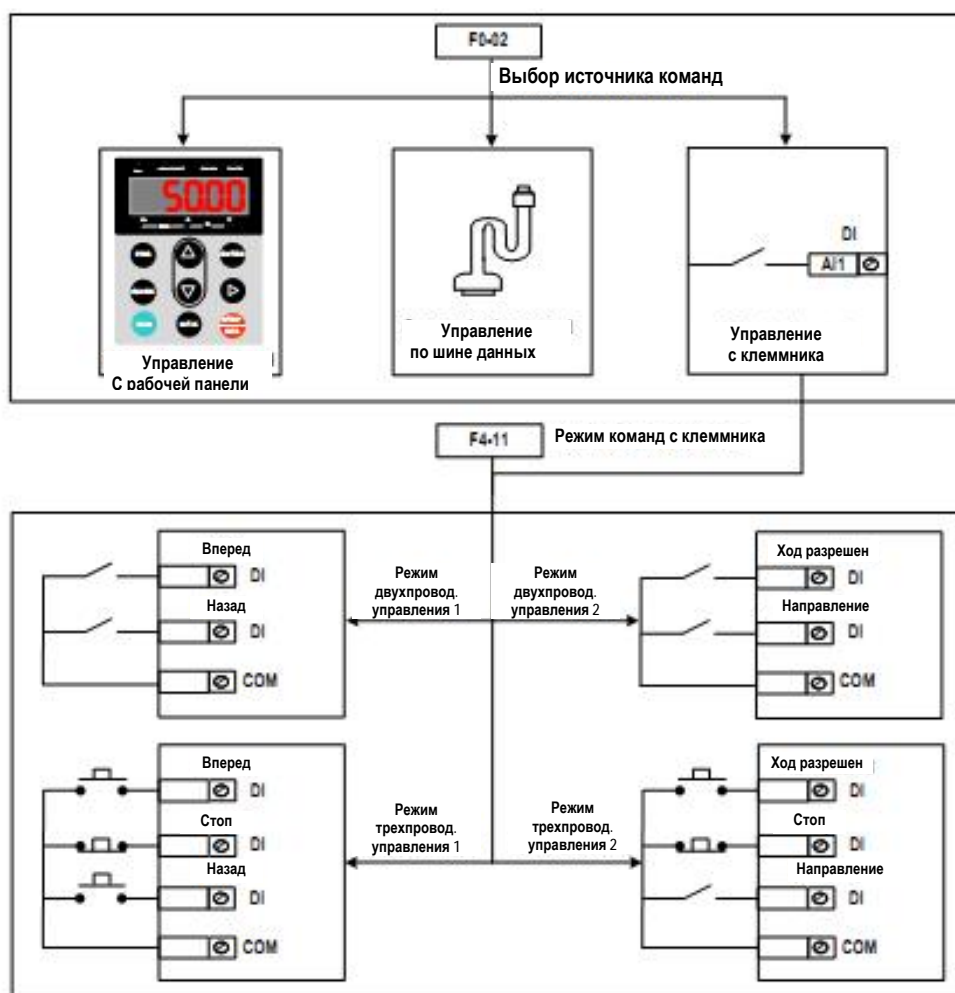 F0-02
Выбор источника команд
50.00
DI
AI1
Управление
С рабочей панели
Управление
по шине данных
Управление
с клеммника
F4-11
Режим команд с клеммника
Вперед
DI
Назад
DI
COM
Режим
двухпровод.
управления 1
Режим
двухпровод.
управления 2
Ход разрешен
DI
Направление
DI
COM
Вперед
DI
Стоп
DI
Назад
DI
COM
Режим
трехпровод.
управления 1
Режим
трехпровод.
управления 2
Ход разрешен
DI
Стоп
DI
Направление
DI
COM